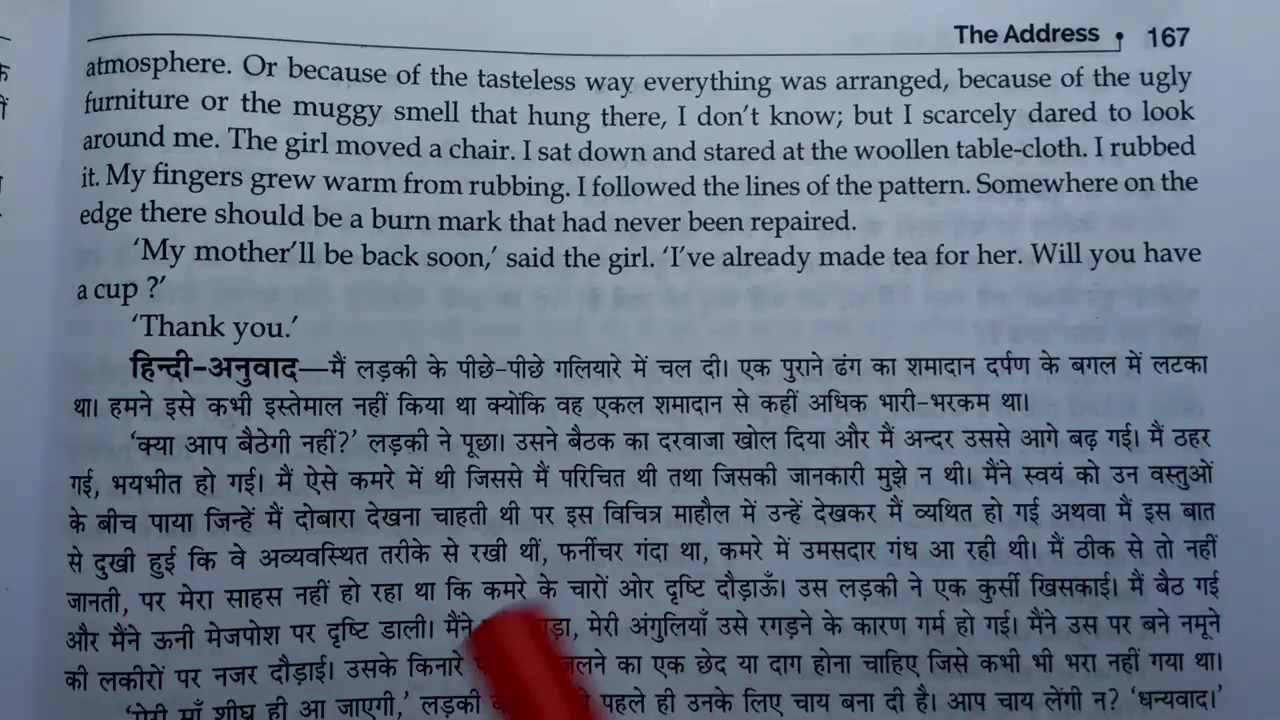 The Address 167
atmosphere. Or because of the tasteless way everything was arranged, because of the ugly
furniture or the muggy smell that hung there, I don't know; but I scarcely dared to look
around me. The girl moved a chair. I sat down and stared at the woollen table-cloth. I rubbed
it. My fingers grew warm from rubbing. I followed the lines of the pattern. Somewhere on the
edge there should be a burn mark that had never been repaired.
'My mother'll be back soon,' said the girl. 'I've already made tea for her. Will you have
a cup ?'
'Thank you.'
हिन्दी-अनुवाद—मैं लड़की के पीछे-पीछे गलियारे में चल दी। एक पुराने ढंग का शमादान दर्पण के बगल में लटका
था। हमने इसे कभी इस्तेमाल नहीं किया था क्योंकि वह एकल शमादान से कहीं अधिक भारी-भरकम था।
'क्या आप बैठेगी नहीं?' लड़की ने पूछा। उसने बैठक का दरवाजा खोल दिया और मैं अन्दर उससे आगे बढ़ गई। मैं ठहर
गई, भयभीत हो गई। मैं ऐसे कमरे में थी जिससे मैं परिचित थी तथा जिसकी जानकारी मुझे न थी। मैंने स्वयं को उन वस्तुओं
के बीच पाया जिन्हें मैं दोबारा देखना चाहती थी पर इस विचित्र माहौल में उन्हें देखकर मैं व्यथित हो गई अथवा मैं इस बात
से दुखी हुई कि वे अव्यवस्थित तरीके से रखी थीं, फर्नीचर गंदा था, कमरे में उमसदार गंध आ रही थी। मैं ठीक से तो नहीं
जानती, पर मेरा साहस नहीं हो रहा था कि कमरे के चारों ओर दृष्टि दौड़ाऊँ। उस लड़की ने एक कुर्सी खिसकाई। मैं बैठ गई
और मैंने ऊनी मेजपोश पर दृष्टि डाली। मैंने मेरी अंगुलियाँ उसे रगड़ने के कारण गर्म हो गई। मैंने उस पर बने नमूने
की लकीरों पर नजर दौड़ाई। उसके किनारे का एक छेद या दाग होना चाहिए जिसे कभी भी भरा नहीं गया था।
'मेरी माँ शीघ्र ही आ जाएगी,' लड़की पहले ही उनके लिए चाय बना दी है। आप चाय लेंगी न? 'धन्यवाद।'